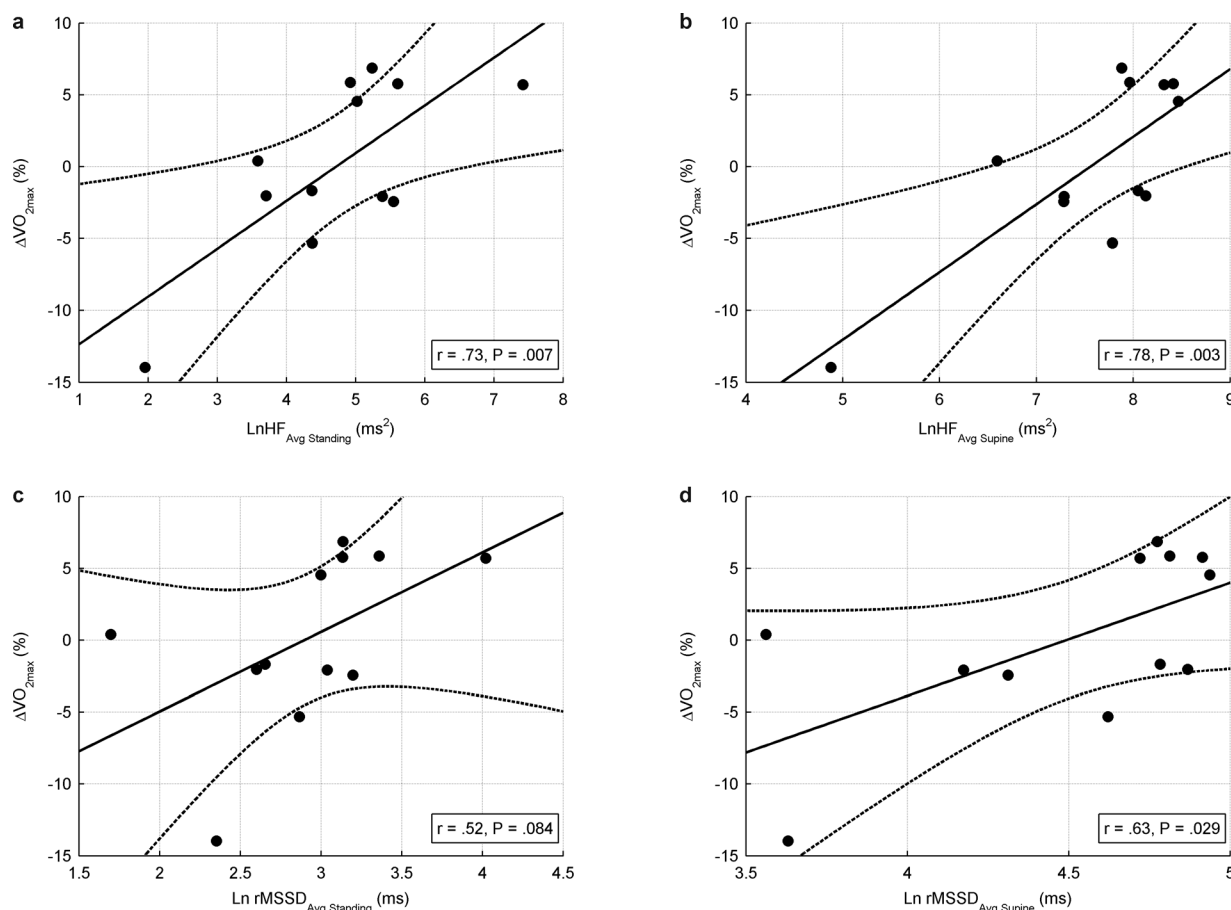 a
10
5
0
-5
-10
-15
ΔVO2max (%)
1 2 3 4 5 6 7 8
LnHFAvg Standing (ms2)
r = .73, P = .007
b
10
5
0
-5
-10
-15
ΔVO2max (%)
4 5 6 7 8 9
LnHFAvg Supine (ms2)
r = .78, P = .003
c
10
5
0
-5
-10
-15
ΔVO2max (%)
1.5 2 2.5 3 3.5 4 4.5
Ln rMSSDAvg Standing (ms)
r = .52, P = .084
d
10
5
0
-5
-10
-15
ΔVO2max (%)
3.5 4 4.5 5
Ln rMSSDAvg Supine (ms)
r = .63, P = .029